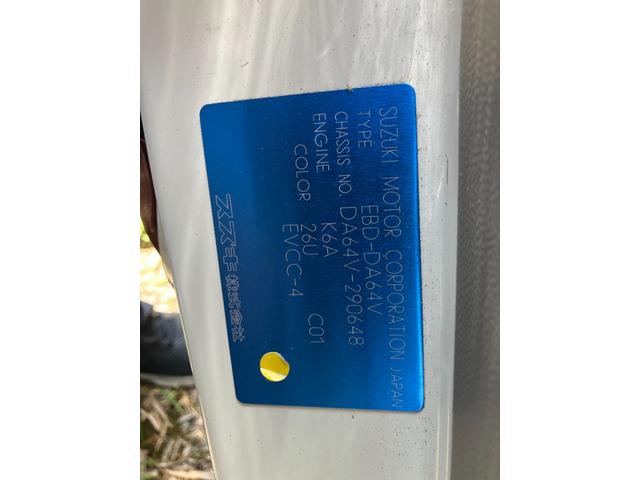 SUZUKI MOTOR CORPORATION JAPAN
TYPE EBD-DA64V
CHASSIS NO. DA64V-290648
ENGINE K6A
COLOR 26U C01
EVCC-4
スズキ株式会社